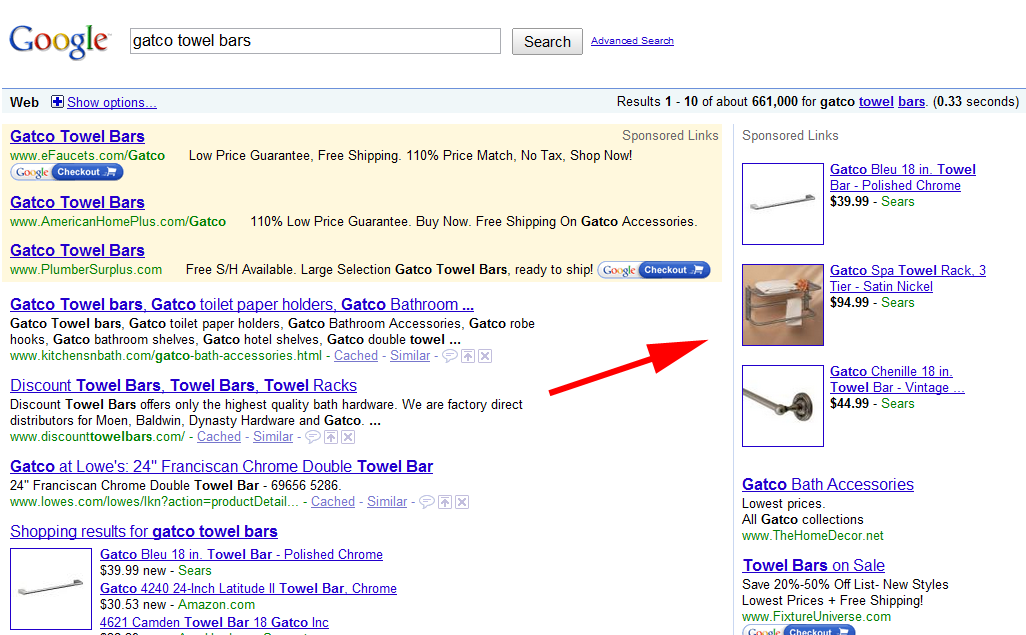 Google
gatco towel bars
Search
Advanced Search
Web
Show options...
Results 1 - 10 of about 661,000 for gatco towel bars. (0.33 seconds)
Gatco Towel Bars
Sponsored Links
www.eFaucets.com/Gatco Low Price Guarantee, Free Shipping. 110% Price Match, No Tax, Shop Now!
Google Checkout
Gatco Towel Bars
www.AmericanHomePlus.com/Gatco 110% Low Price Guarantee. Buy Now. Free Shipping On Gatco Accessories.
Gatco Towel Bars
www.PlumberSurplus.com Free S/H Available. Large Selection Gatco Towel Bars, ready to ship! Google Checkout
Gatco Towel bars, Gatco toilet paper holders, Gatco Bathroom ...
Gatco Towel bars, Gatco toilet paper holders, Gatco Bathroom Accessories, Gatco robe
hooks, Gatco bathroom shelves, Gatco hotel shelves, Gatco double towel ...
www.kitchensnbath.com/gatco-bath-accessories.html - Cached - Similar -
Discount Towel Bars, Towel Bars, Towel Racks
Discount Towel Bars offers only the highest quality bath hardware. We are factory direct
distributors for Moen, Baldwin, Dynasty Hardware and Gatco. ...
www.discounttowelbars.com/ - Cached - Similar -
Gatco at Lowe's: 24" Franciscan Chrome Double Towel Bar
24" Franciscan Chrome Double Towel Bar - 69656 5286.
www.lowes.com/lowes/lkn?action=productDetail... - Cached - Similar -
Shopping results for gatco towel bars
Gatco Bleu 18 in. Towel Bar - Polished Chrome
$39.99 new - Sears
Gatco 4240 24-Inch Latitude II Towel Bar, Chrome
$30.53 new - Amazon.com
4621 Camden Towel Bar 18 Gatco Inc
Sponsored Links
Gatco Bleu 18 in. Towel
Bar - Polished Chrome
$39.99 - Sears
Gatco Spa Towel Rack, 3
Tier - Satin Nickel
$94.99 - Sears
Gatco Chenille 18 in.
Towel Bar - Vintage ...
$44.99 - Sears
Gatco Bath Accessories
Lowest prices.
All Gatco collections
www.TheHomeDecor.net
Towel Bars on Sale
Save 20%-50% Off List- New Styles
Lowest Prices + Free Shipping!
www.FixtureUniverse.com
Google Checkout